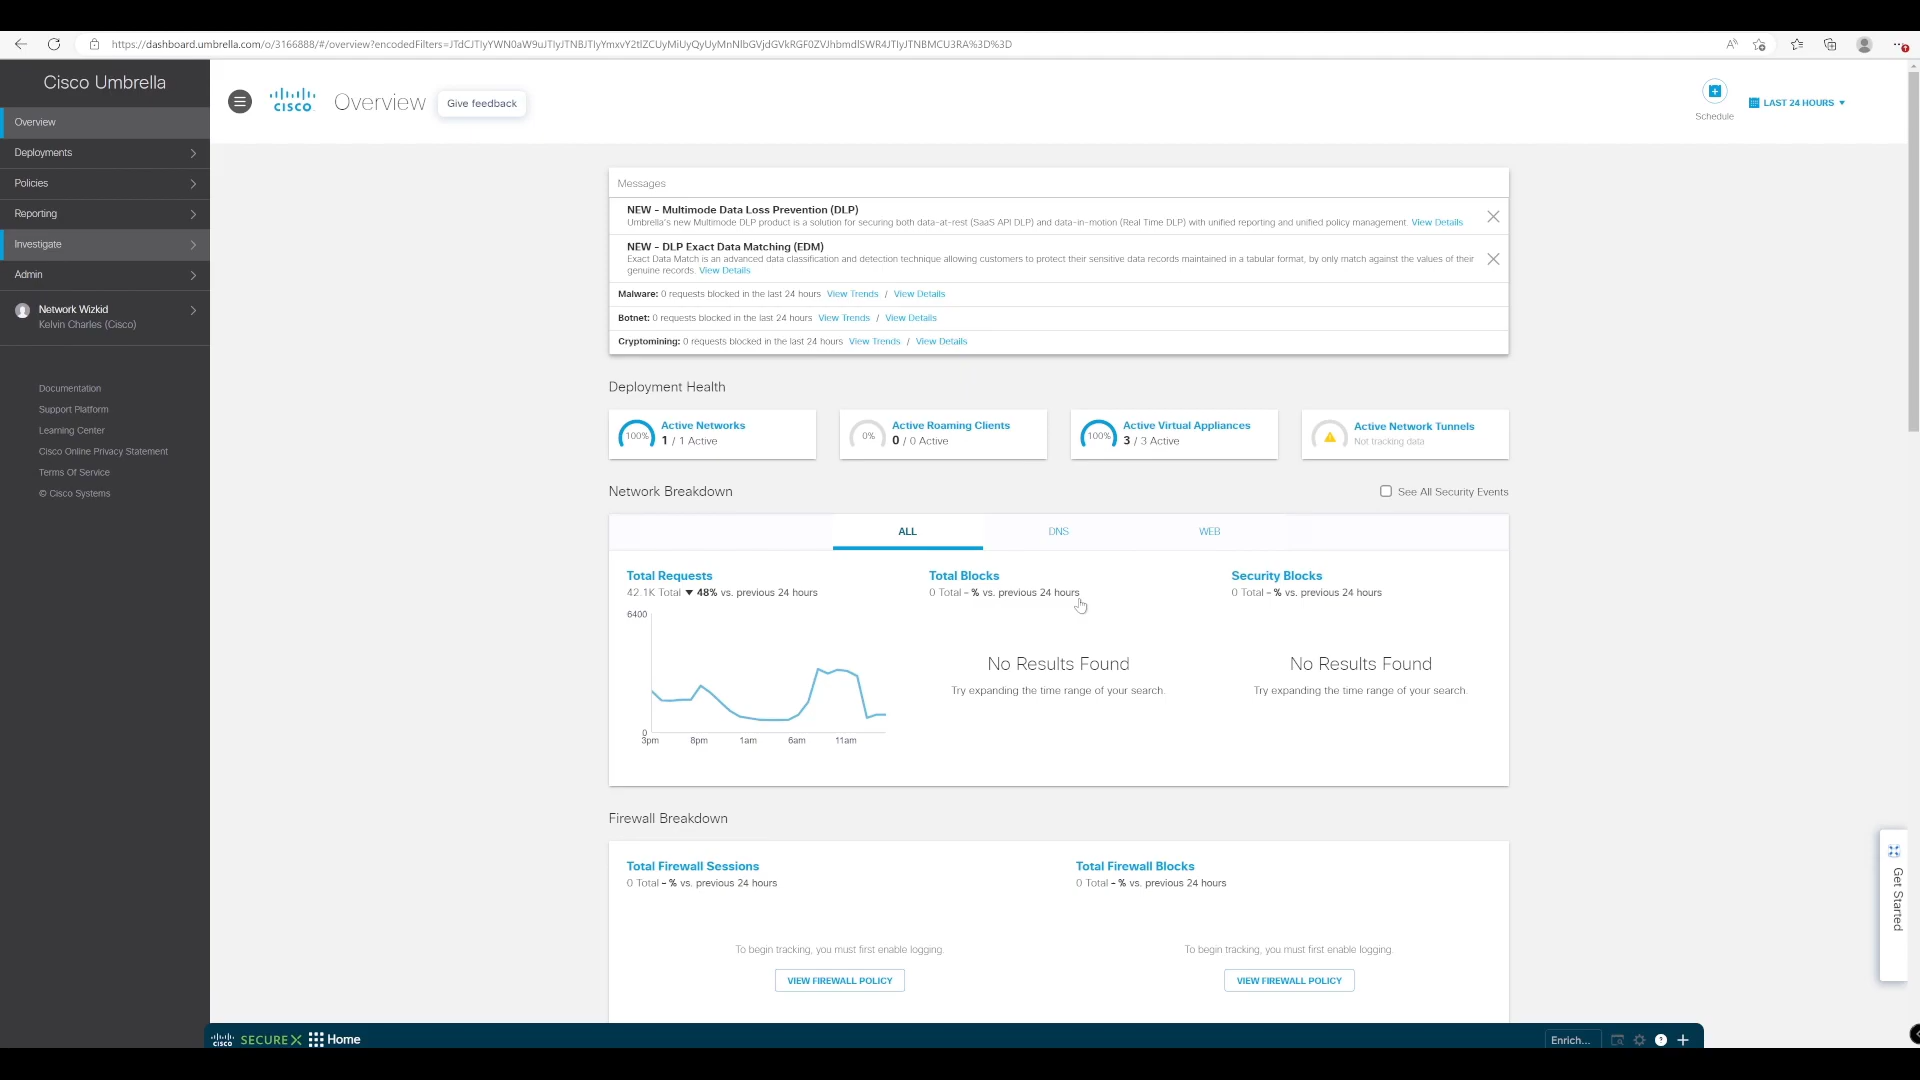 https://dashboard.umbrella.com/o/3166888/#/overview?encodedFilters=JTdCJTIyYWN0aW9uJTIyJTNBJTIyYmxvY2tlZCUyMiUyQyUyMnNlbGVjdGVkRGF0ZVJhbmdlSWR4JTIyJTNBMCU3RA%3D%3D
Cisco Umbrella
Overview
Deployments
Policies
Reporting
Investigate
Admin
Network Wizkid
Kelvin Charles (Cisco)
Documentation
Support Platform
Learning Center
Cisco Online Privacy Statement
Terms Of Service
© Cisco Systems
CISCO
Overview
Give feedback
Schedule
LAST 24 HOURS
Messages
NEW - Multimode Data Loss Prevention (DLP)
Umbrella's new Multimode DLP product is a solution for securing both data-at-rest (SaaS API DLP) and data-in-motion (Real Time DLP) with unified reporting and unified policy management. View Details
NEW - DLP Exact Data Matching (EDM)
Exact Data Match is an advanced data classification and detection technique allowing customers to protect their sensitive data records maintained in a tabular format, by only match against the values of their
genuine records. View Details
Malware: 0 requests blocked in the last 24 hours View Trends / View Details
Botnet: 0 requests blocked in the last 24 hours View Trends / View Details
Cryptomining: 0 requests blocked in the last 24 hours View Trends / View Details
Deployment Health
100%
Active Networks
1 / 1 Active
0%
Active Roaming Clients
0 / 0 Active
100%
Active Virtual Appliances
3 / 3 Active
Active Network Tunnels
Not tracking data
Network Breakdown
See All Security Events
ALL DNS WEB
Total Requests
42.1K Total ▼ 48% vs. previous 24 hours
6400
0
3pm 8pm 1am 6am 11am
Total Blocks
0 Total - % vs. previous 24 hours
No Results Found
Try expanding the time range of your search.
Security Blocks
0 Total - % vs. previous 24 hours
No Results Found
Try expanding the time range of your search.
Firewall Breakdown
Total Firewall Sessions
0 Total - % vs. previous 24 hours
To begin tracking, you must first enable logging.
VIEW FIREWALL POLICY
Total Firewall Blocks
0 Total - % vs. previous 24 hours
To begin tracking, you must first enable logging.
VIEW FIREWALL POLICY
Get Started
CISCO SECUREX Home
Enrich...